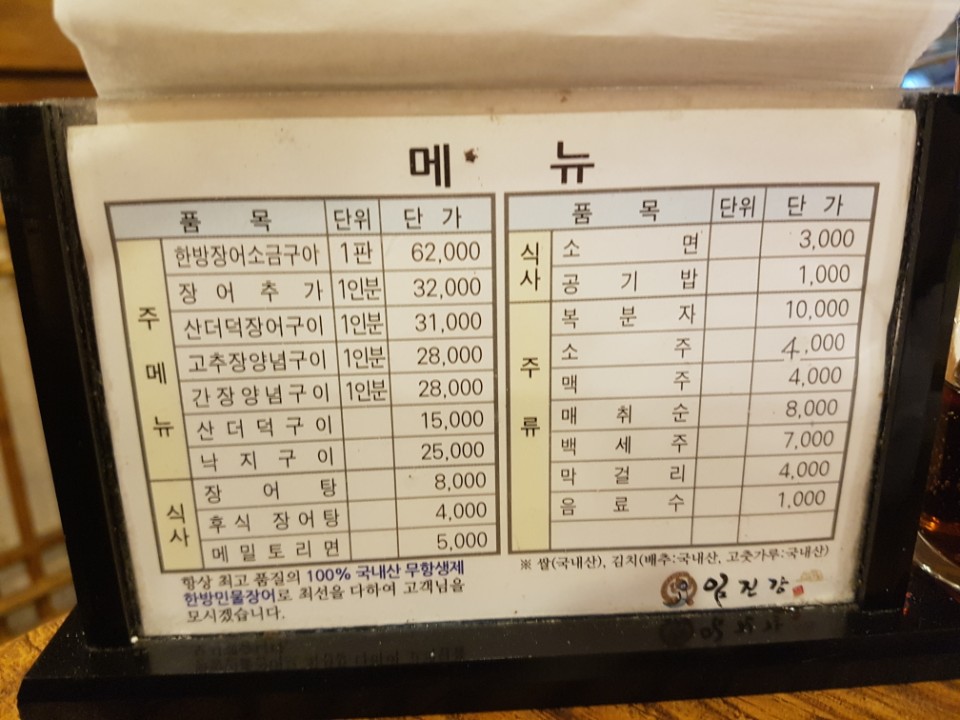 메 뉴
품 목 단위 단 가
주메뉴
한방장어소금구이 1판 62,000
장 어 추 가 1인분 32,000
산더덕장어구이 1인분 31,000
고추장양념구이 1인분 28,000
간장양념구이 1인분 28,000
산 더 덕 구 이 15,000
낙 지 구 이 25,000
식사
장 어 탕 8,000
후식 장어탕 4,000
메밀토리면 5,000
항상 최고 품질의 100% 국내산 무항생제
한방민물장어로 최선을 다하여 고객님을
모시겠습니다.
품 목 단위 단 가
식사
소 면 3,000
공 기 밥 1,000
주류
복 분 자 10,000
소 주 4,000
맥 주 4,000
매 취 순 8,000
백 세 주 7,000
막 걸 리 4,000
음 료 수 1,000
※ 쌀(국내산), 김치(배추:국내산, 고춧가루:국내산)
임진강